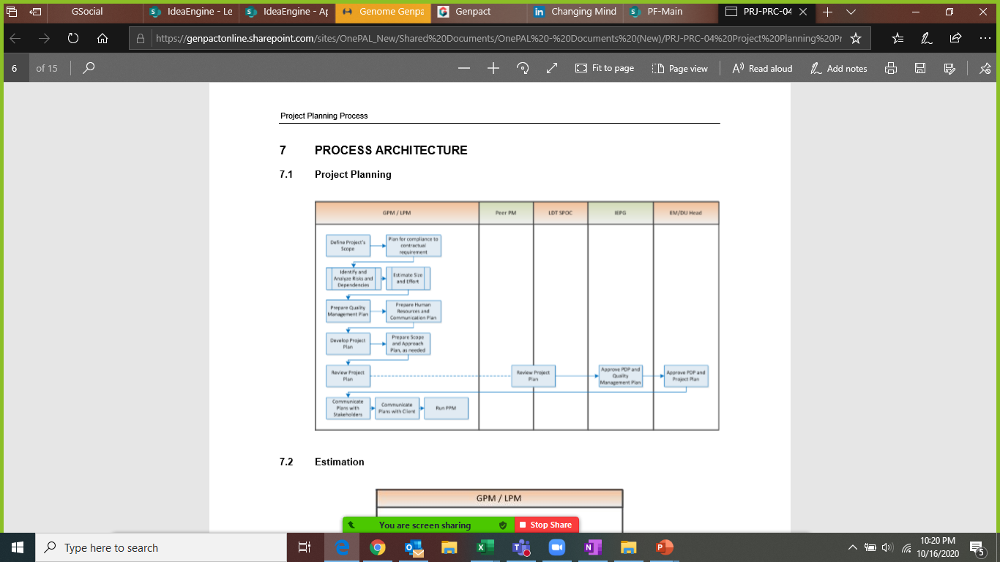 GSocial
IdeaEngine - Le
IdeaEngine - Ap
Genome Genpa
Genpact
Changing Mind
PF-Main
PRJ-PRC-04
https://genpactonline.sharepoint.com/sites/OnePAL_New/Shared%20Documents/OnePAL%20-%20Documents%20(New)/PRJ-PRC-04%20Project%20Planning%20Pr
6 of 15
Fit to page
Page view
Read aloud
Add notes
Project Planning Process
7 PROCESS ARCHITECTURE
7.1 Project Planning
GPM / LPM
Peer PM
LDT SPOC
IEPG
EM/DU Head
Define Project's
Scope
Plan for compliance to
contractual
requirement
Identify and
Analyze Risks and
Dependencies
Estimate Size
and Effort
Prepare Quality
Management Plan
Prepare Human
Resources and
Communication Plan
Develop Project
Plan
Prepare Scope
and Approach
Plan, as needed
Review Project
Plan
Review Project
Plan
Approve PDP and
Quality
Management Plan
Approve PDP and
Project Plan
Communicate
Plans with
Stakeholders
Communicate
Plans with Client
Run PPM
7.2 Estimation
GPM / LPM
You are screen sharing
Stop Share
Type here to search
10:20 PM
10/16/2020
5